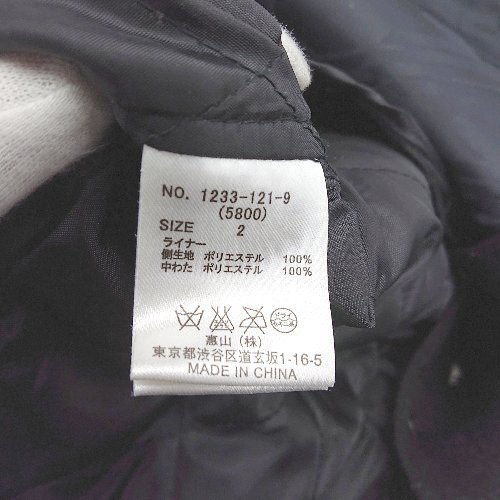 NO. 1233-121-9
(5800)
SIZE 2
ライナー
側生地 ポリエステル 100%
中わた ポリエステル 100%
惠山 (株)
東京都渋谷区道玄坂1-16-5
MADE IN CHINA